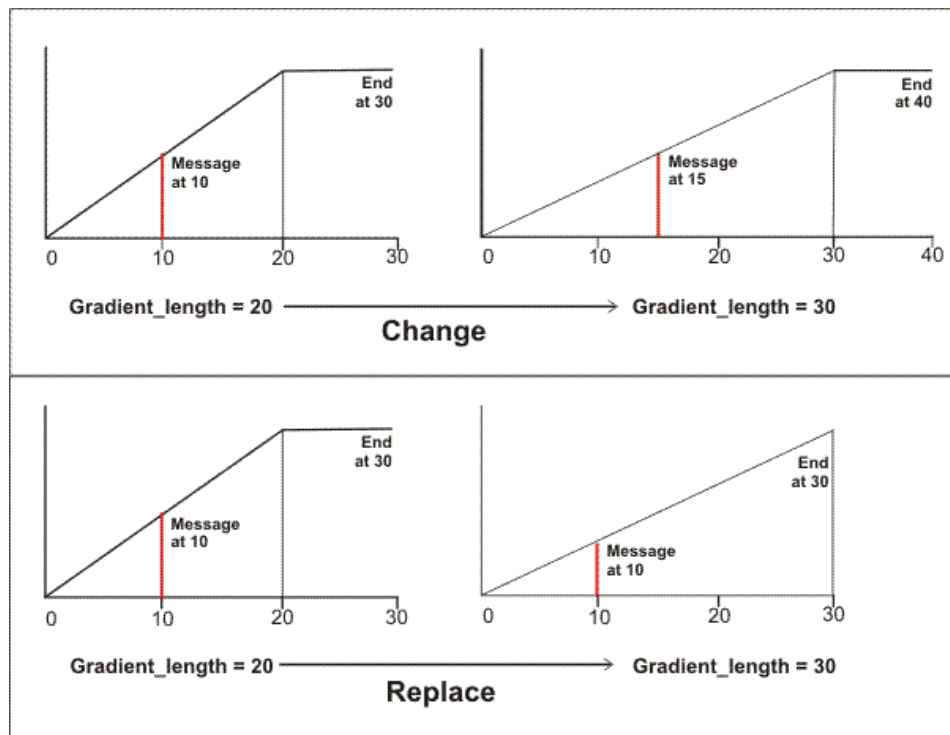 End
at 30
Message
at 10
0 10 20 30
End
at 40
Message
at 15
0 10 20 30 40
Gradient_length = 20 Gradient_length = 30
Change
End
at 30
Message
at 10
0 10 20 30
End
at 30
Message
at 10
0 10 20 30
Gradient_length = 20 Gradient_length = 30
Replace